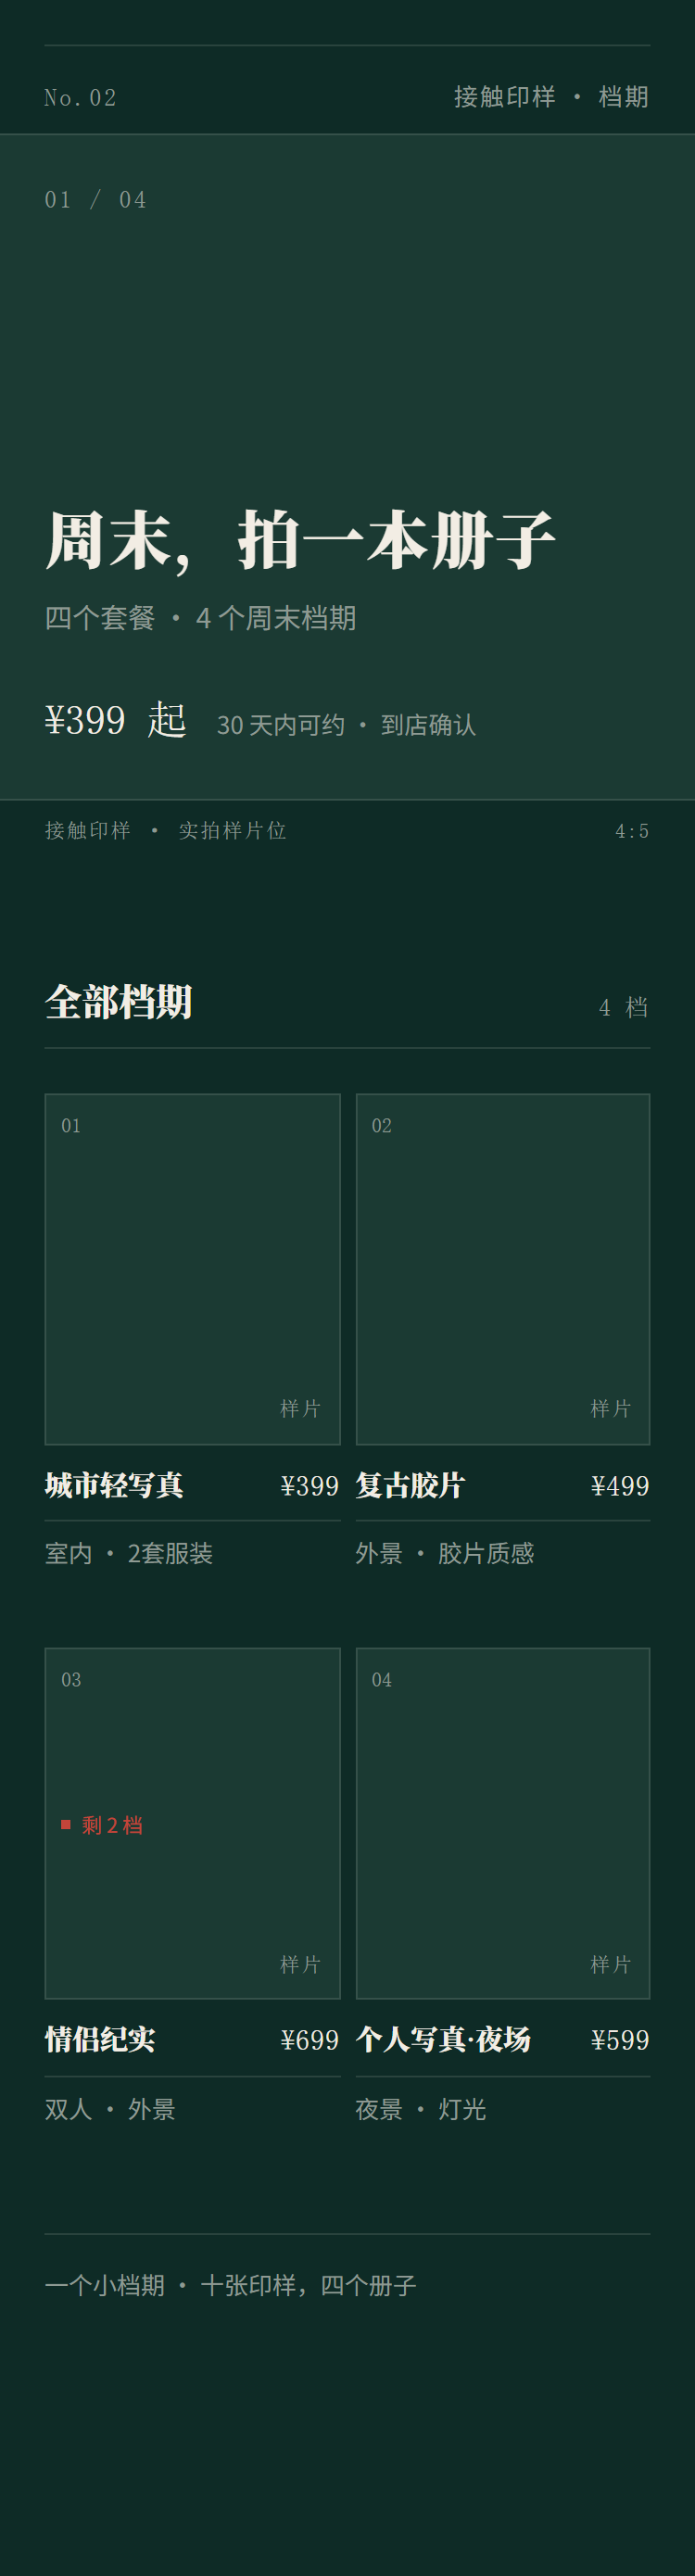 No.02
接触印样 · 档期
01 / 04
周末，拍一本册子
四个套餐 · 4 个周末档期
¥399 起 30 天内可约 · 到店确认
接触印样 · 实拍样片位 4:5
全部档期 4 档
01
样片
城市轻写真 ¥399
室内 · 2套服装
02
样片
复古胶片 ¥499
外景 · 胶片质感
03
剩 2 档
样片
情侣纪实 ¥699
双人 · 外景
04
样片
个人写真·夜场 ¥599
夜景 · 灯光
一个小档期 · 十张印样，四个册子